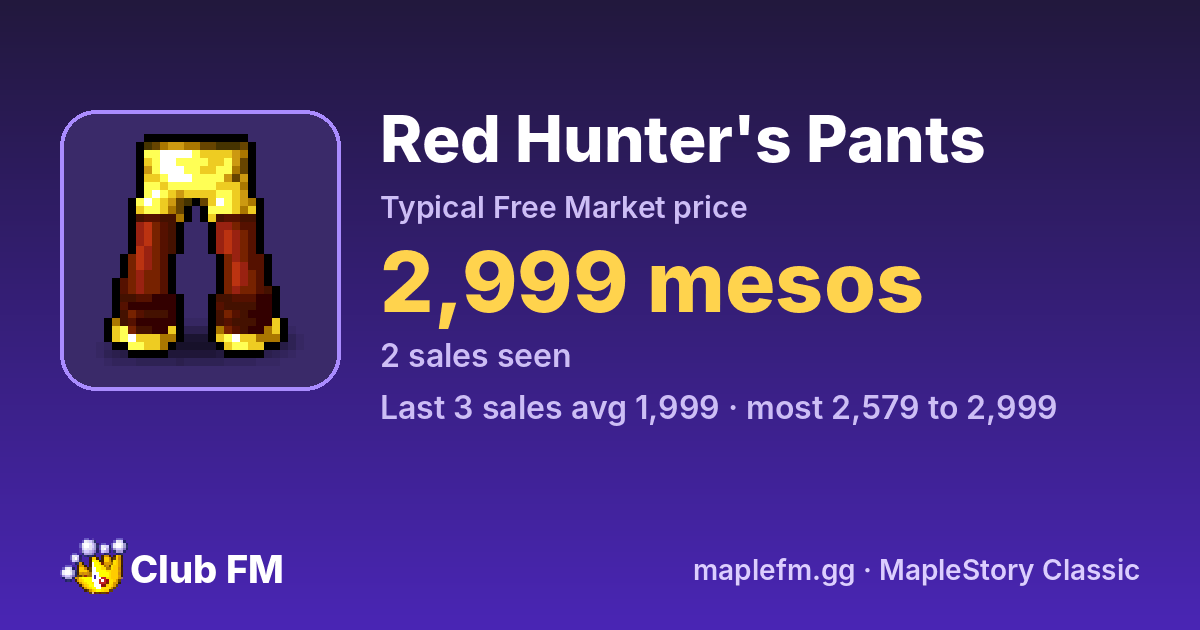 Red Hunter's Pants
Typical Free Market price
2,999 mesos
2 sales seen
Last 3 sales avg 1,999 · most 2,579 to 2,999
Club FM
maplefm.gg · MapleStory Classic